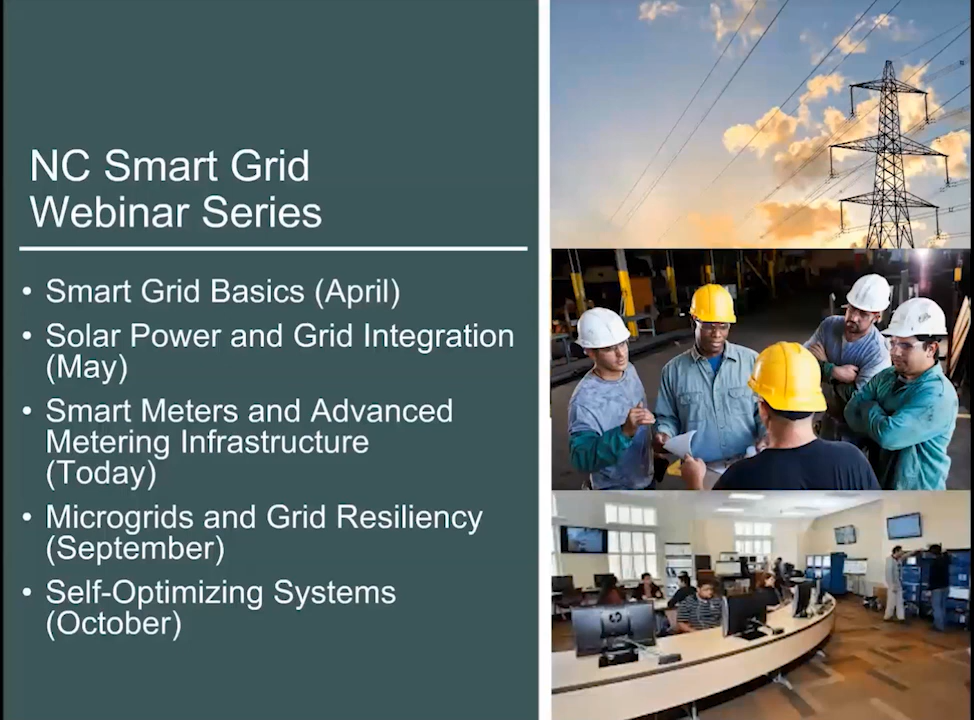 NC Smart Grid
Webinar Series
• Smart Grid Basics (April)
• Solar Power and Grid Integration
(May)
• Smart Meters and Advanced
Metering Infrastructure
(Today)
• Microgrids and Grid Resiliency
(September)
• Self-Optimizing Systems
(October)